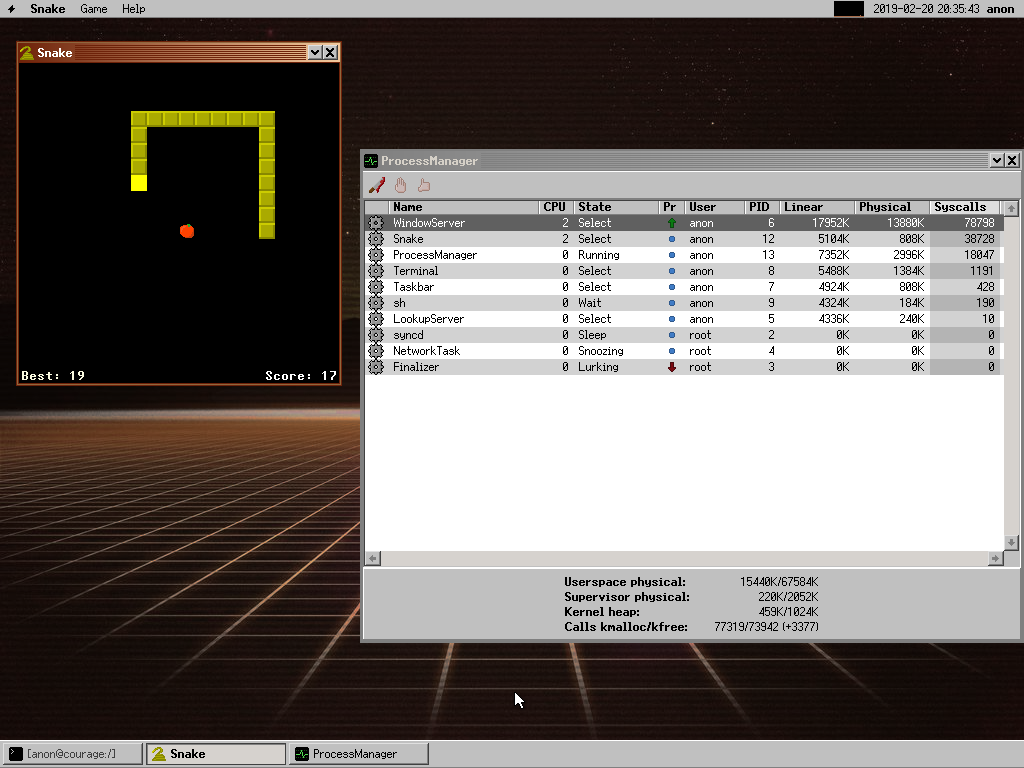 Snake Game Help 2019-02-20 20:35:43 anon
Snake
Best: 19 Score: 17
ProcessManager
Name CPU State Pr User PID Linear Physical Syscalls
WindowServer 2 Select anon 6 17952K 13880K 78798
Snake 2 Select anon 12 5104K 808K 38728
ProcessManager 0 Running anon 13 7352K 2996K 18047
Terminal 0 Select anon 8 5488K 1384K 1191
Taskbar 0 Select anon 7 4924K 808K 428
sh 0 Wait anon 9 4324K 184K 190
LookupServer 0 Select anon 5 4336K 240K 10
syncd 0 Sleep root 2 0K 0K 0
NetworkTask 0 Snoozing root 4 0K 0K 0
Finalizer 0 Lurking root 3 0K 0K 0
Userspace physical: 15440K/67584K
Supervisor physical: 220K/2052K
Kernel heap: 459K/1024K
Calls kmalloc/kfree: 77319/73942 (+3377)
[anon@courage:/] Snake ProcessManager